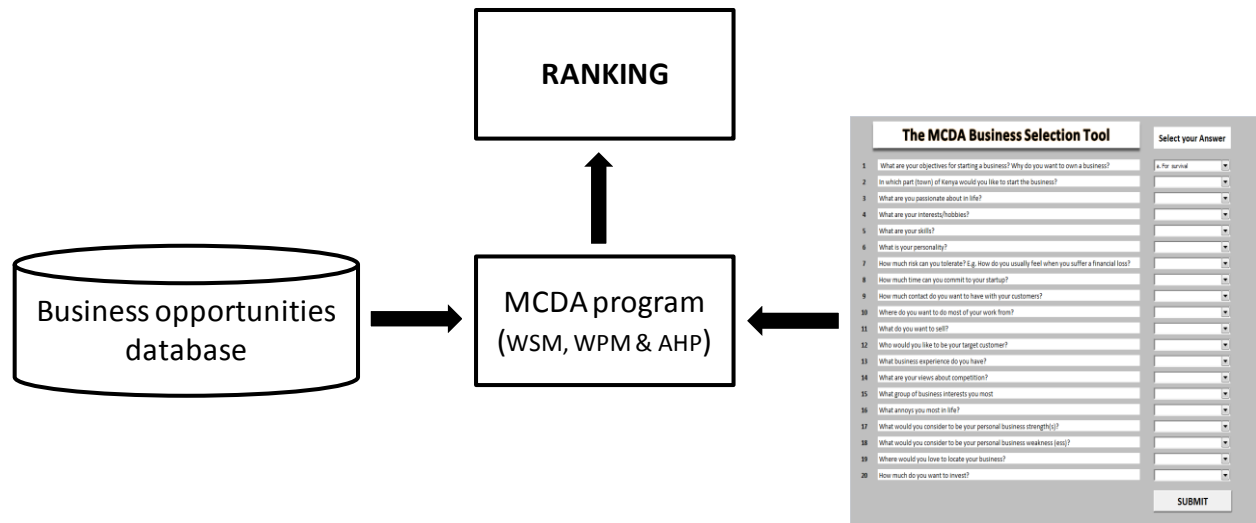 RANKING
Business opportunities
database
MCDA program
(WSM, WPM & AHP)
The MCDA Business Selection Tool
Select your Answer
1 What are your objectives for starting a business? Why do you want to own a business? a. For survival
2 In which part (town) of Kenya would you like to start the business?
3 What are you passionate about in life?
4 What are your interests/hobbies?
5 What are your skills?
6 What is your personality?
7 How much risk can you tolerate? E.g. How do you usually feel when you suffer a financial loss?
8 How much time can you commit to your startup?
9 How much contact do you want to have with your customers?
10 Where do you want to do most of your work from?
11 What do you want to sell?
12 Who would you like to be your target customer?
13 What business experience do you have?
14 What are your views about competition?
15 What group of business interests you most
16 What annoys you most in life?
17 What would you consider to be your personal business strength(s)?
18 What would you consider to be your personal business weakness (ess)?
19 Where would you love to locate your business?
20 How much do you want to invest?
SUBMIT